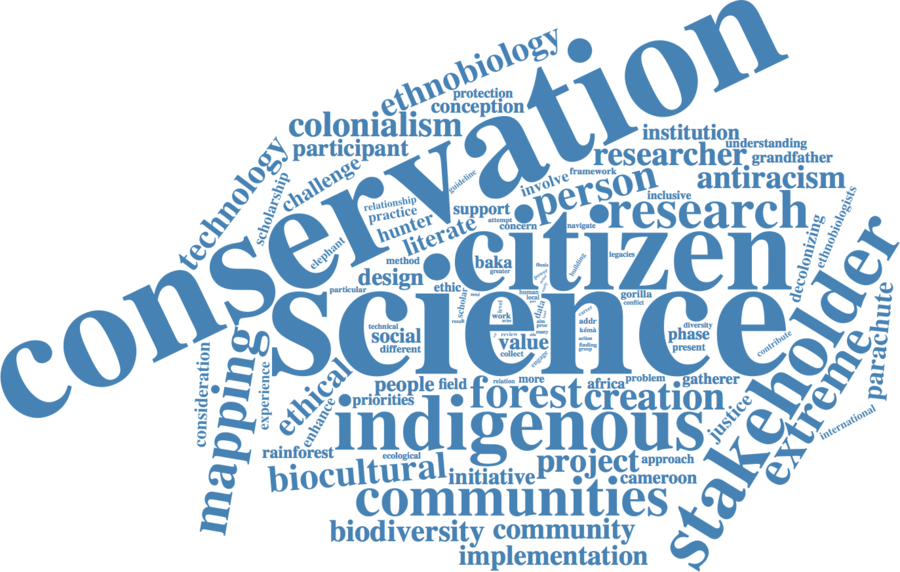 conservation
ethnobiology
protection
conception
colonialism
participant
technology
scholarship
challenge
guideline
institution
understanding
researcher
grandfather
framework
involve
person
antiracism
inclusive
relationship
practice
hunter
support
attempt
concern
navigate
research
literate
elephant
citizen
decolonizing
ethnobiologists
method
baka
greater
building
legacies
design
ethic
particular
science
scholar
human
local
data
gorilla
conflict
technical
social
different
work
review
value
collect
engage
career
addr
kémà
action
finding
group
diversity
phase
present
contribute
stakeholder
extreme
parachute
international
mapping
consideration
experience
ethical
enhance
people
field
relation
more
africa
problem
gatherer
priorities
forest
creation
justice
indigenous
rainforest
ecological
biocultural
initiative
project
approach
cameroon
communities
biodiversity
community
implementation